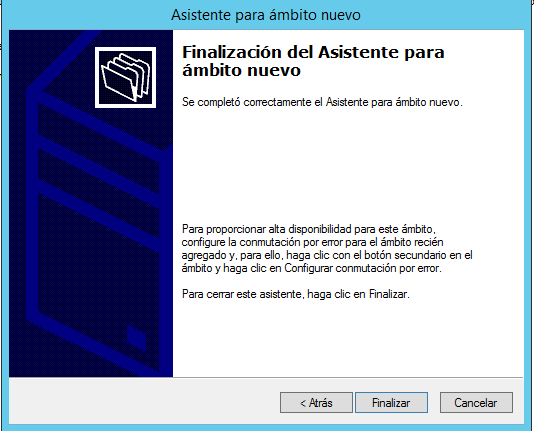 Asistente para ámbito nuevo
Finalización del Asistente para
ámbito nuevo
Se completó correctamente el Asistente para ámbito nuevo.
Para proporcionar alta disponibilidad para este ámbito,
configure la conmutación por error para el ámbito recién
agregado y, para ello, haga clic con el botón secundario en el
ámbito y haga clic en Configurar conmutación por error.
Para cerrar este asistente, haga clic en Finalizar.
< Atrás Finalizar Cancelar